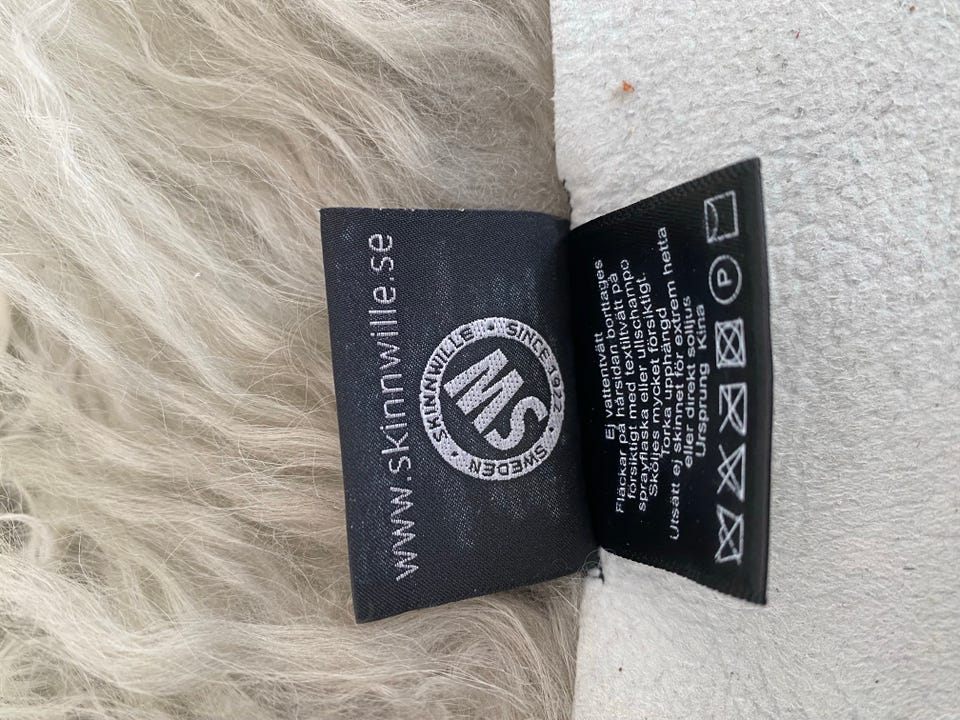 www.skinnwille.se
SKINNWILLE • SINCE 1922 • SWEDEN •
MS
Ej vattentvätt
Fläckar på hårsidan borttages
försiktigt med textiltvätt på
sprayflaska eller ullschampo
Sköljes mycket försiktigt.
Torka upphängd
Utsätt ej skinnet för extrem hetta
eller direkt solljus
Ursprung Kina
P